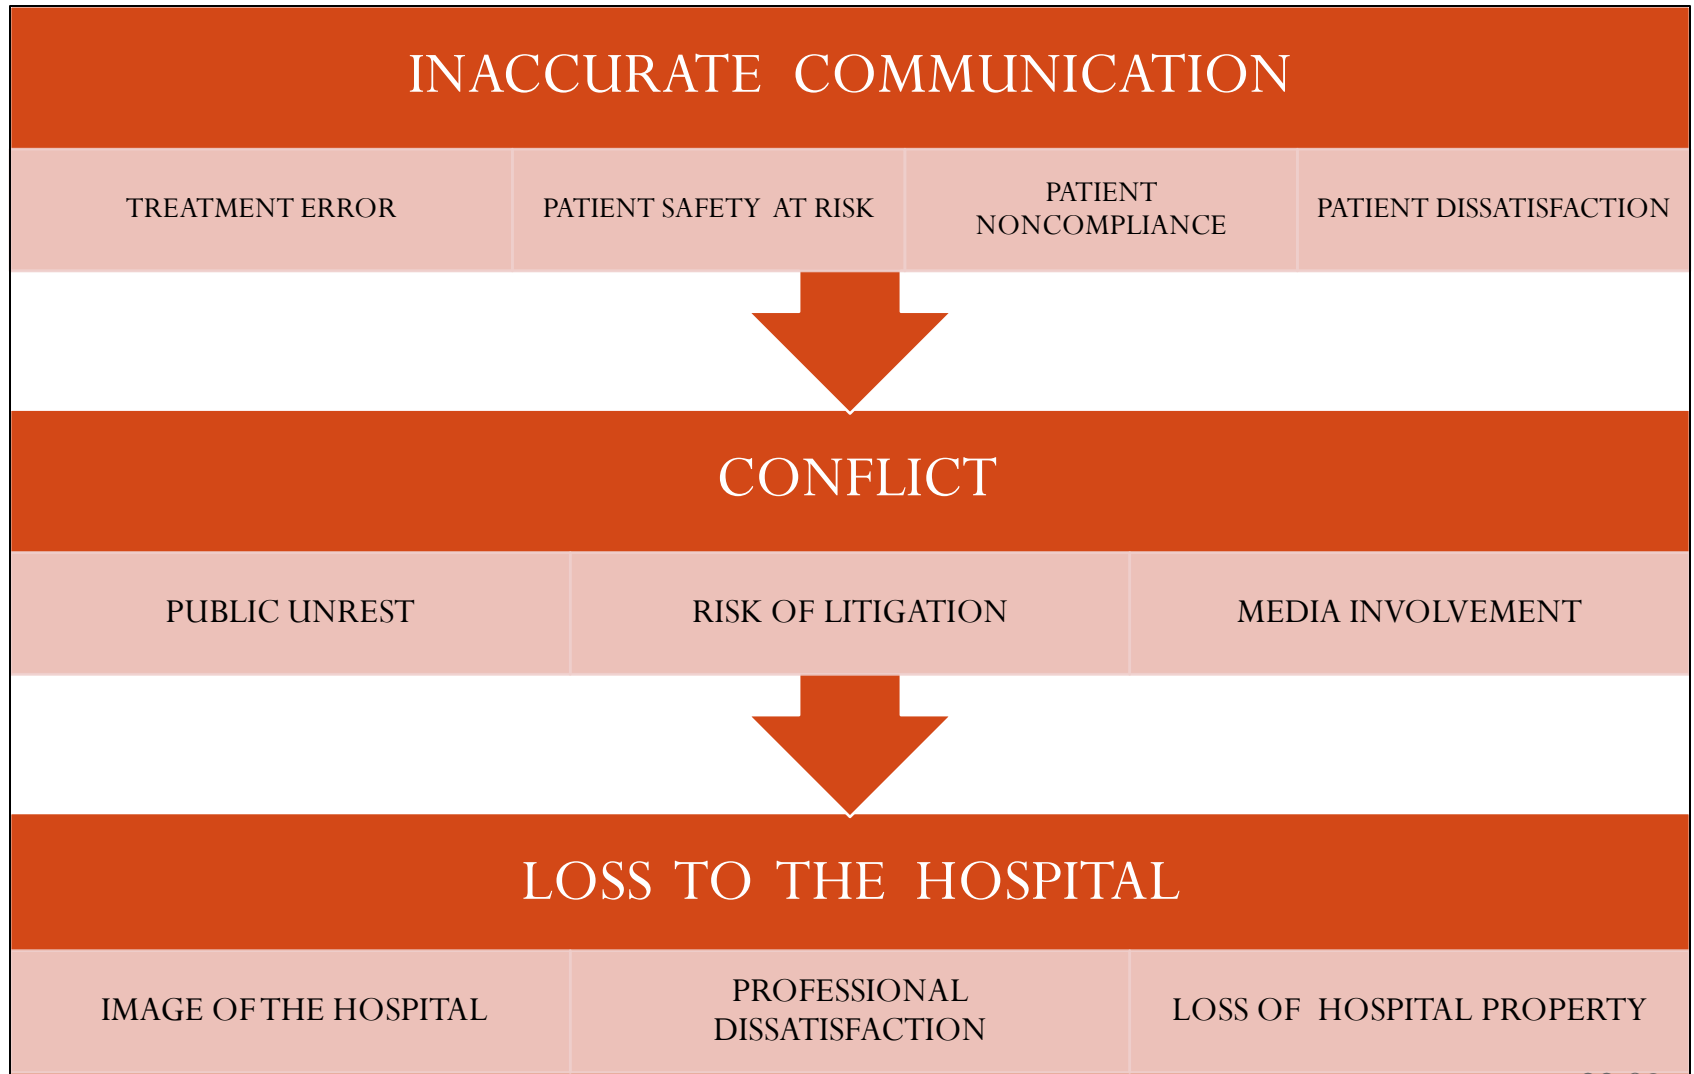 INACCURATE COMMUNICATION
TREATMENT ERROR
PATIENT SAFETY AT RISK
PATIENT
NONCOMPLIANCE
PATIENT DISSATISFACTION
CONFLICT
PUBLIC UNREST
RISK OF LITIGATION
MEDIA INVOLVEMENT
LOSS TO THE HOSPITAL
IMAGE OF THE HOSPITAL
PROFESSIONAL
DISSATISFACTION
LOSS OF HOSPITAL PROPERTY